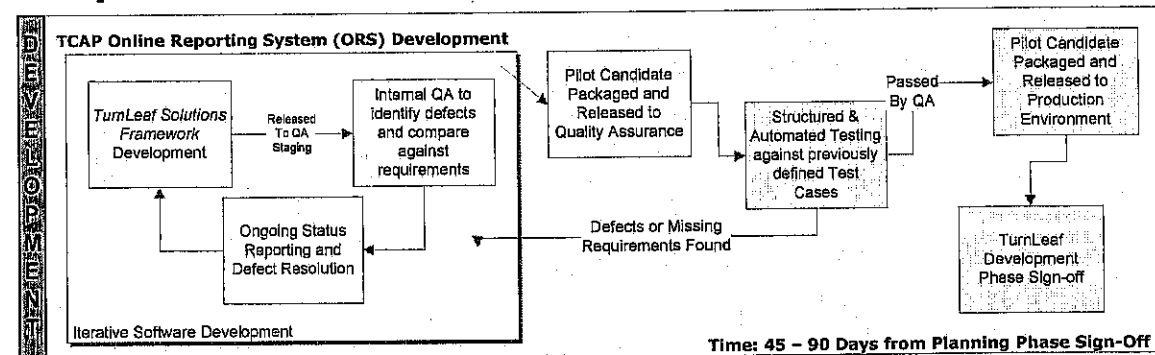 DEVELOPMENT
TCAP Online Reporting System (ORS) Development
TurnLeaf Solutions
Framework
Development
Released
To QA
Staging
Internal QA to
identify defects
and compare
against
requirements
Ongoing Status
Reporting and
Defect Resolution
Iterative Software Development
Pilot Candidate
Packaged and
Released to
Quality Assurance
Structured &
Automated Testing
against previously
defined Test
Cases
Defects or Missing
Requirements Found
Passed
By QA
Pilot Candidate
Packaged and
Released to
Production
Environment
TurnLeaf
Development
Phase Sign-off
Time: 45 – 90 Days from Planning Phase Sign-Off